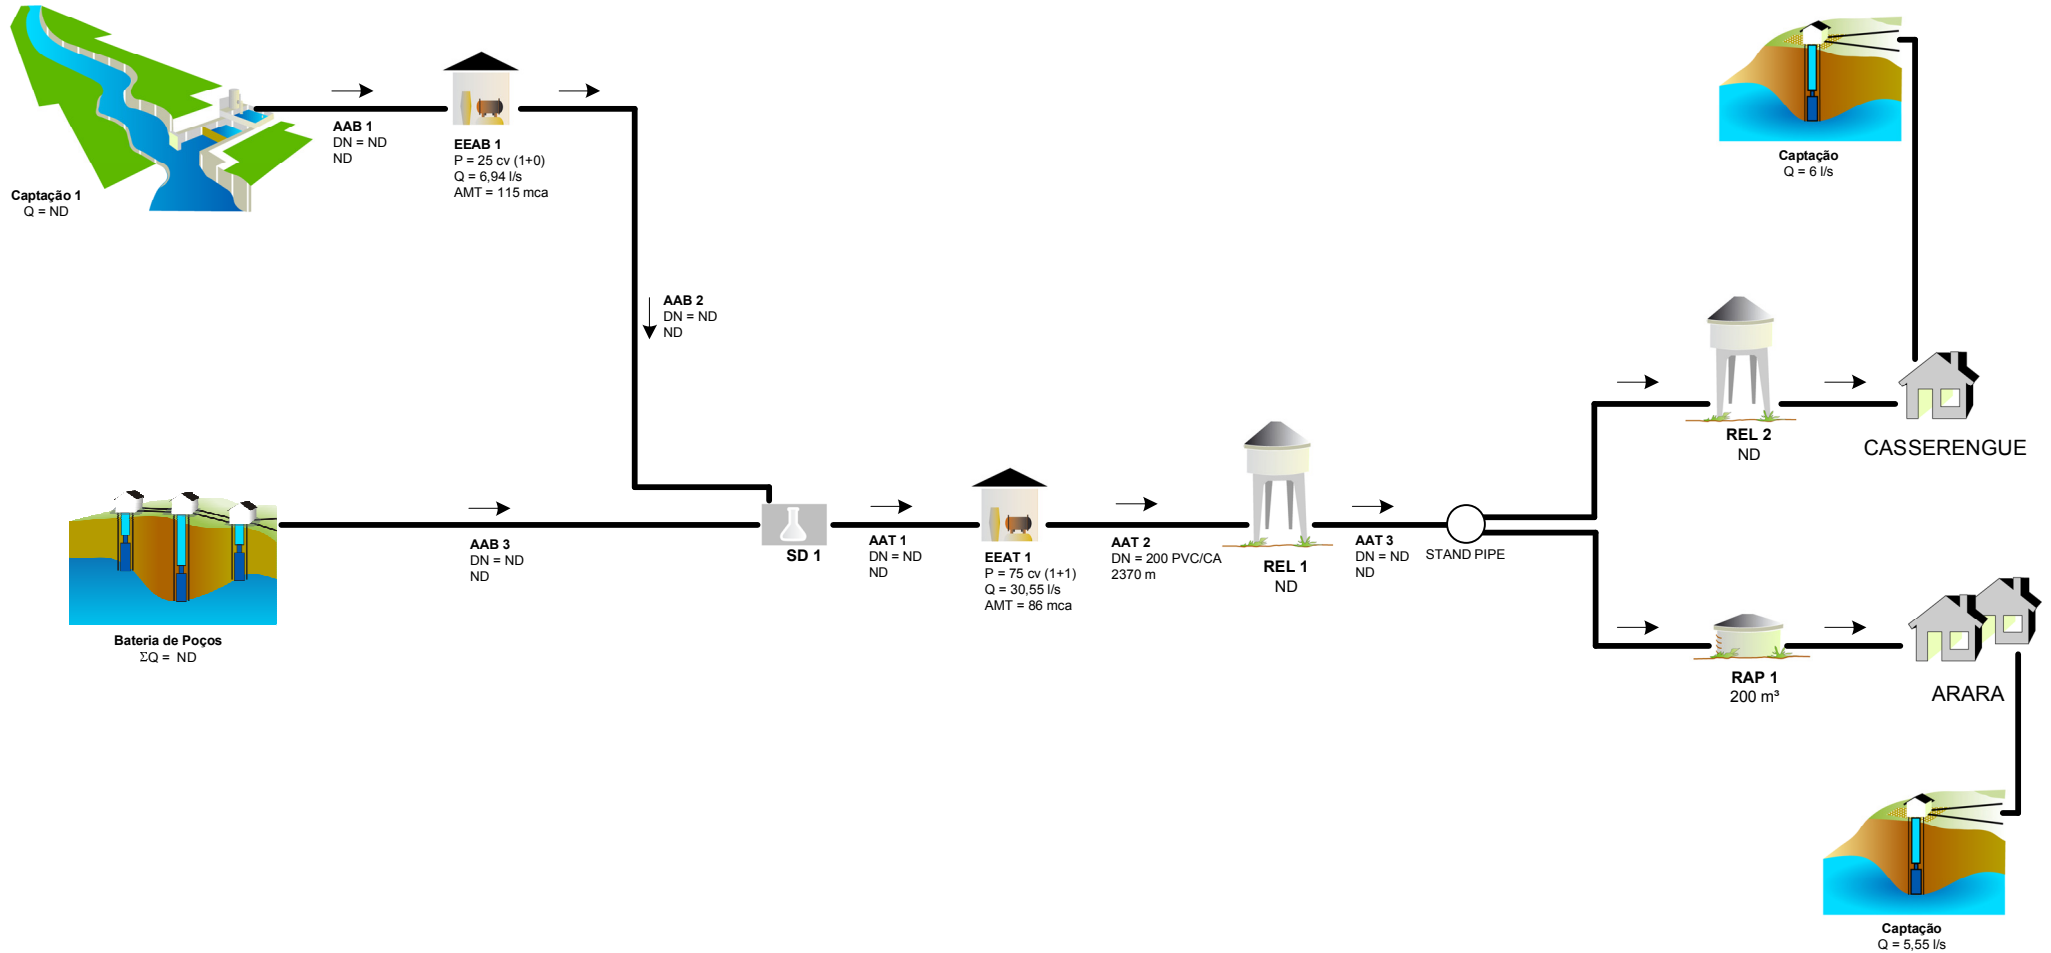 Captação 1
Q = ND
AAB 1
DN = ND
ND
EEAB 1
P = 25 cv (1+0)
Q = 6,94 l/s
AMT = 115 mca
AAB 2
DN = ND
ND
Bateria de Poços
ΣQ = ND
AAB 3
DN = ND
ND
SD 1
AAT 1
DN = ND
ND
EEAT 1
P = 75 cv (1+1)
Q = 30,55 l/s
AMT = 86 mca
AAT 2
DN = 200 PVC/CA
2370 m
REL 1
ND
AAT 3
DN = ND
ND
STAND PIPE
Captação
Q = 6 l/s
REL 2
ND
CASSERENGUE
RAP 1
200 m³
ARARA
Captação
Q = 5,55 l/s